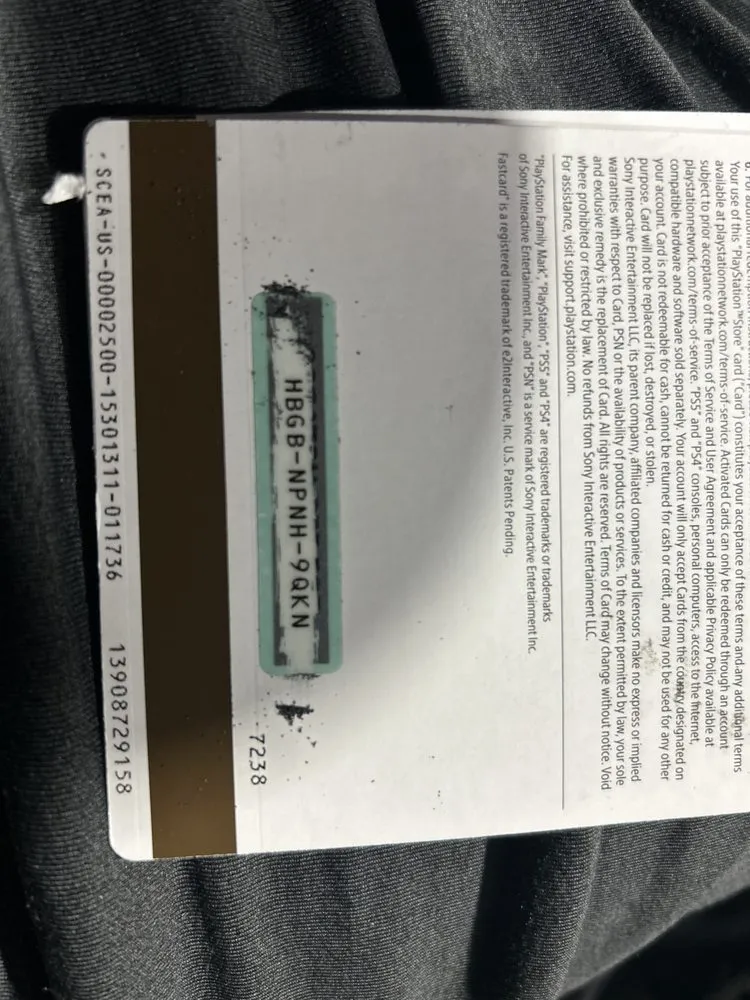 Your use of this "PlayStation™Store" card ("Card") constitutes your acceptance of these terms and any additional terms
available at playstationnetwork.com/terms-of-service. Activated Cards can only be redeemed through an account
subject to prior acceptance of the Terms of Service and User Agreement and applicable Privacy Policy available at
playstationnetwork.com/terms-of-service. "PS5" and "PS4" consoles, personal computers, access to the Internet,
compatible hardware and software sold separately. Your account will only accept Cards from the country designated on
your account. Card is not redeemable for cash, cannot be returned for cash or credit, and may not be used for any other
purpose. Card will not be replaced if lost, destroyed, or stolen.
Sony Interactive Entertainment LLC, its parent company, affiliated companies and licensors make no express or implied
warranties with respect to Card, PSN or the availability of products or services. To the extent permitted by law, your sole
and exclusive remedy is the replacement of Card. All rights are reserved. Terms of Card may change without notice. Void
where prohibited or restricted by law. No refunds from Sony Interactive Entertainment LLC.
For assistance, visit support.playstation.com.
"PlayStation Family Mark", "PlayStation", "PS5" and "PS4" are registered trademarks or trademarks
of Sony Interactive Entertainment Inc., and "PSN" is a service mark of Sony Interactive Entertainment Inc.
Fastcard® is a registered trademark of e2Interactive, Inc. U.S. Patents Pending.
HBGB-NPNH-9QKN
7238
SCEA-US-00002500-15301311-011736 13908729158